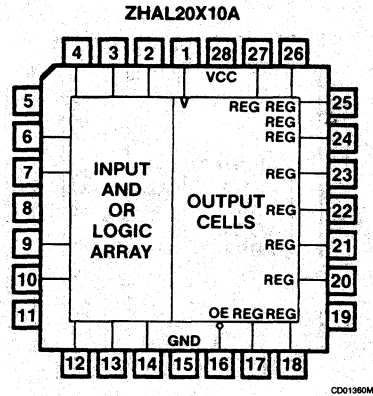 ZHAL20X10A
4 3 2 1 28 27 26
VCC
5 25
REG REG
REG
6 REG 24
7 INPUT REG 23
AND
OR
LOGIC
ARRAY
OUTPUT
CELLS
8 REG 22
9 REG 21
10 REG 20
11 OE REG REG 19
GND
12 13 14 15 16 17 18
CD01360M